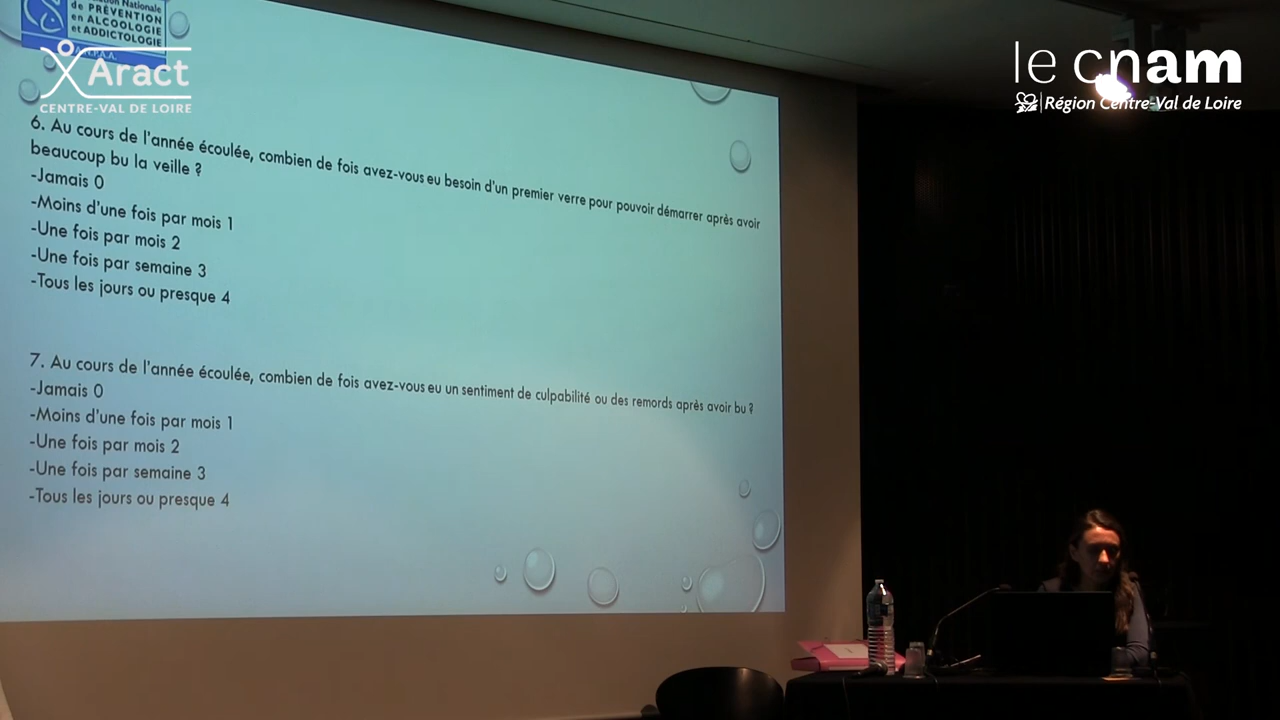 Nationale
de PRÉVENTION
en ALCOOLOGIE
et ADDICTOLOGIE
Aract
CENTRE-VAL DE LOIRE
le cnam
Région Centre-Val de Loire
6. Au cours de l'année écoulée, combien de fois avez-vous eu besoin d'un premier verre pour pouvoir démarrer après avoir
beaucoup bu la veille ?
-Jamais 0
-Moins d'une fois par mois 1
-Une fois par mois 2
-Une fois par semaine 3
-Tous les jours ou presque 4
7. Au cours de l'année écoulée, combien de fois avez-vous eu un sentiment de culpabilité ou des remords après avoir bu ?
-Jamais 0
-Moins d'une fois par mois 1
-Une fois par mois 2
-Une fois par semaine 3
-Tous les jours ou presque 4